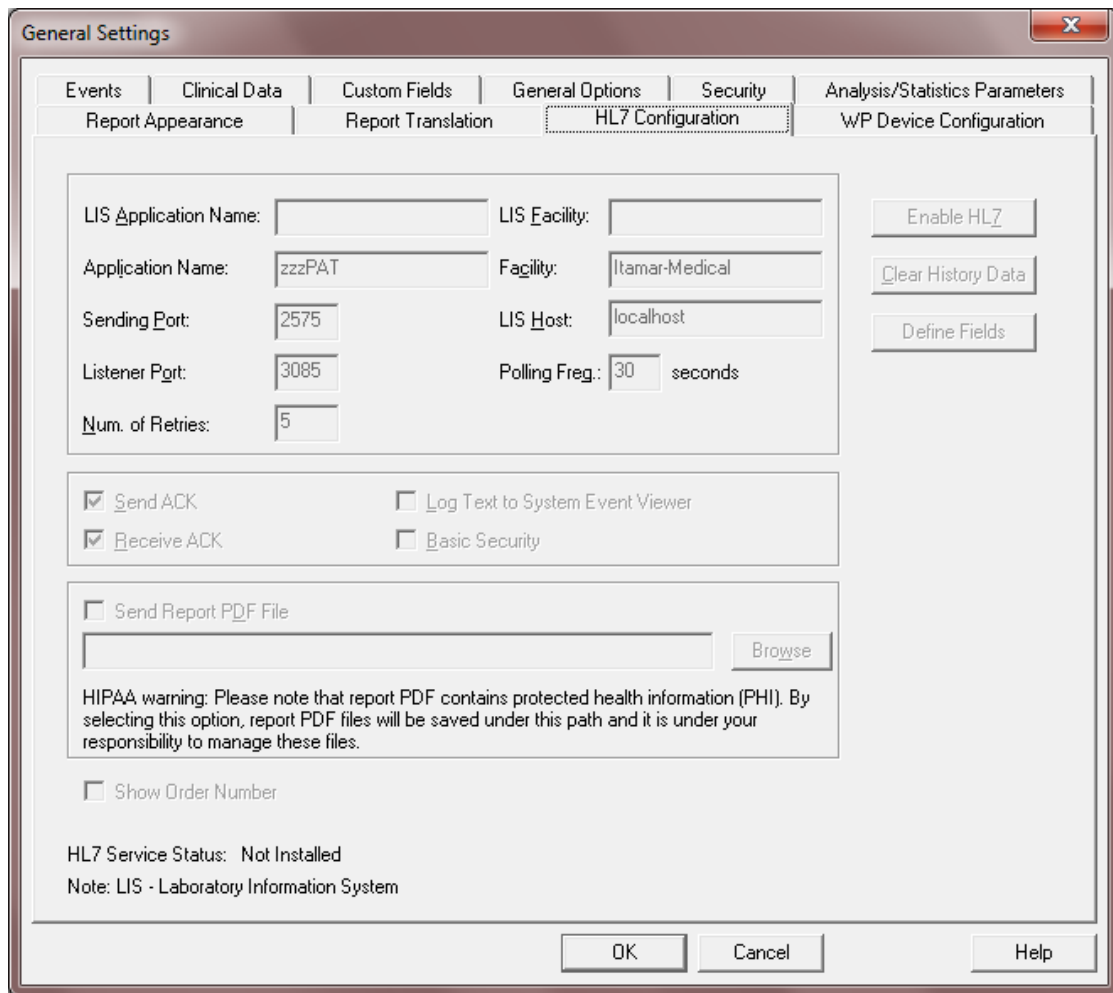 General Settings
Events Clinical Data Custom Fields General Options Security Analysis/Statistics Parameters
Report Appearance Report Translation HL7 Configuration WP Device Configuration
LIS Application Name: LIS Facility: Enable HL7
Application Name: zzzPAT Facility: Itamar-Medical Clear History Data
Sending Port: 2575 LIS Host: localhost Define Fields
Listener Port: 3085 Polling Freq.: 30 seconds
Num. of Retries: 5
Send ACK Log Text to System Event Viewer
Receive ACK Basic Security
Send Report PDF File
Browse
HIPAA warning: Please note that report PDF contains protected health information (PHI). By
selecting this option, report PDF files will be saved under this path and it is under your
responsibility to manage these files.
Show Order Number
HL7 Service Status: Not Installed
Note: LIS - Laboratory Information System
OK Cancel Help